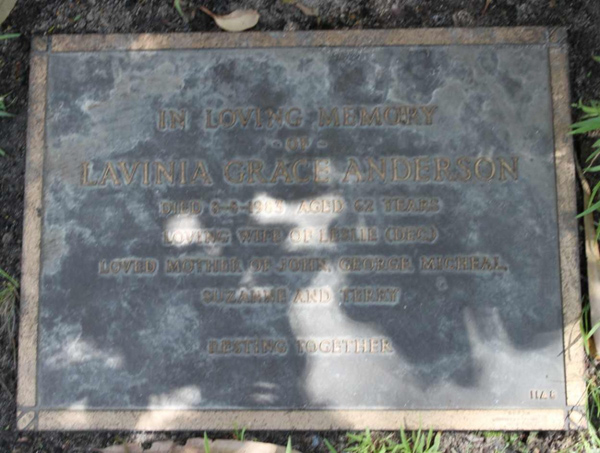 IN LOVING MEMORY
- OF -
LAVINIA GRACE ANDERSON
DIED AGED 62 YEARS
LOVING WIFE OF LESLIE (DEC)
LOVED MOTHER OF JOHN, GEORGE, MICHEAL,
SUZANNE AND TERRY
RESTING TOGETHER